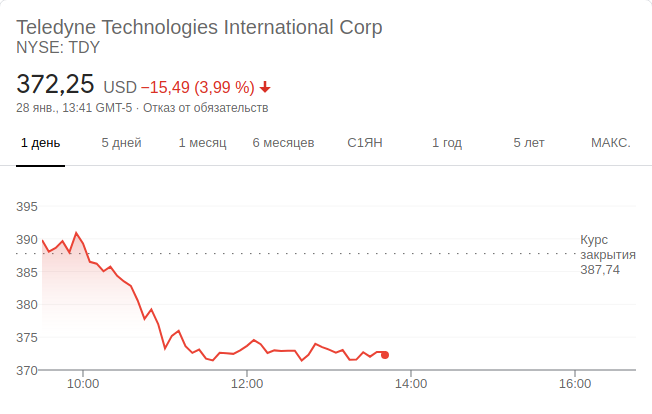 Teledyne Technologies International Corp
NYSE: TDY
372,25 USD −15,49 (3,99 %)
28 янв., 13:41 GMT-5 · Отказ от обязательств
1 день 5 дней 1 месяц 6 месяцев С1ЯН 1 год 5 лет МАКС.
395
390
385
380
375
370
Курс
закрытия
387,74
10:00 12:00 14:00 16:00